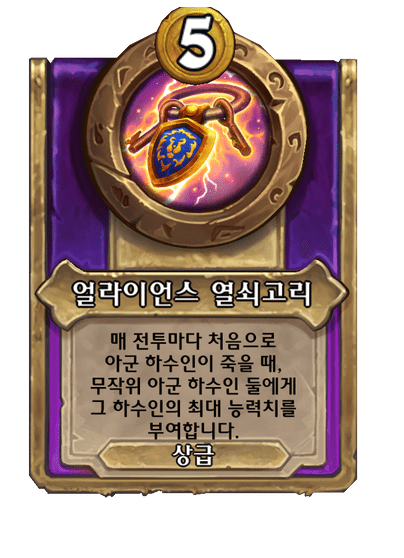 5
얼라이언스 열쇠고리
매 전투마다 처음으로
아군 하수인이 죽을 때,
무작위 아군 하수인 둘에게
그 하수인의 최대 능력치를
부여합니다.
상급